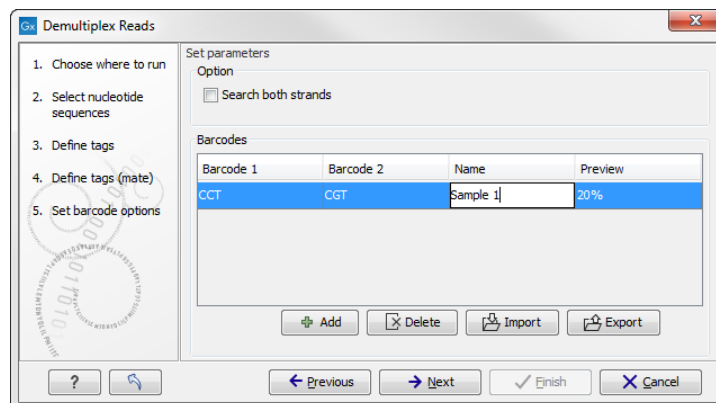 Gx Demultiplex Reads
X
1. Choose where to run
2. Select nucleotide
sequences
3. Define tags
4. Define tags (mate)
5. Set barcode options
Set parameters
Option
Search both strands
Barcodes
Barcode 1 Barcode 2 Name Preview
CCT CGT Sample 1 20%
Add Delete Import Export
? Previous Next Finish Cancel